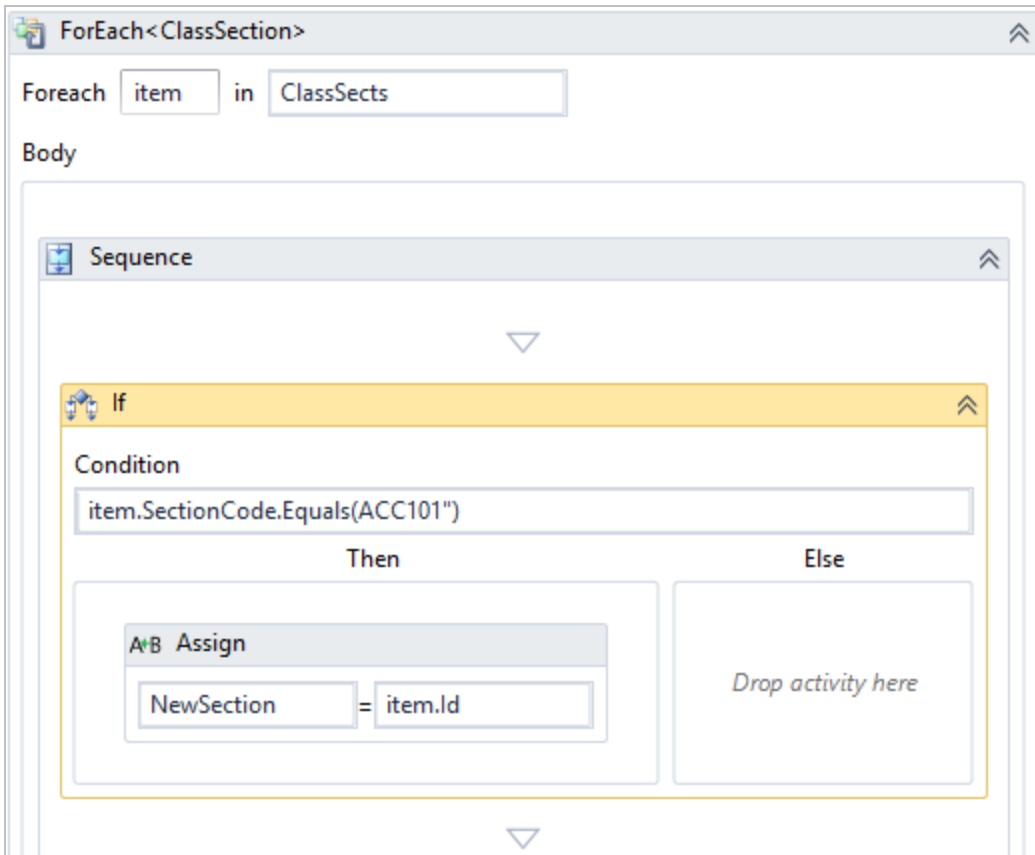 ForEach<ClassSection>
Foreach item in ClassSects
Body
Sequence
If
Condition
item.SectionCode.Equals(ACC101")
Then Else
A+B Assign
Drop activity here
NewSection = item.Id